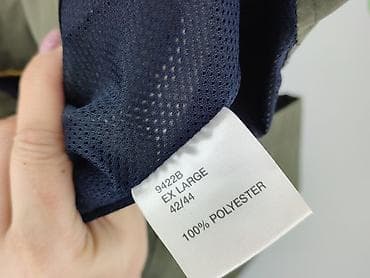 9422B
EX LARGE
42/44
100% POLYESTER